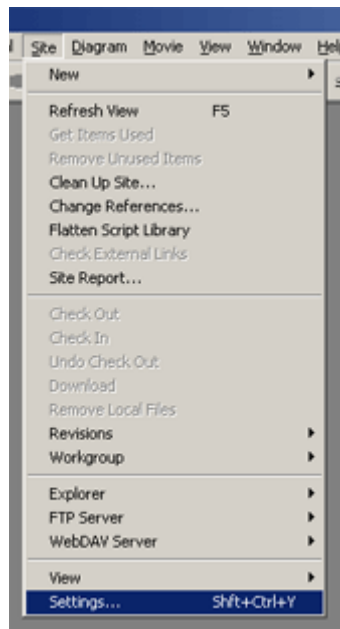 Site Diagram Movie View Window Hel
New
Refresh View F5
Get Items Used
Remove Unused Items
Clean Up Site...
Change References...
Flatten Script Library
Check External Links
Site Report...
Check Out
Check In
Undo Check Out
Download
Remove Local Files
Revisions
Workgroup
Explorer
FTP Server
WebDAV Server
View
Settings... Shft+Ctrl+Y